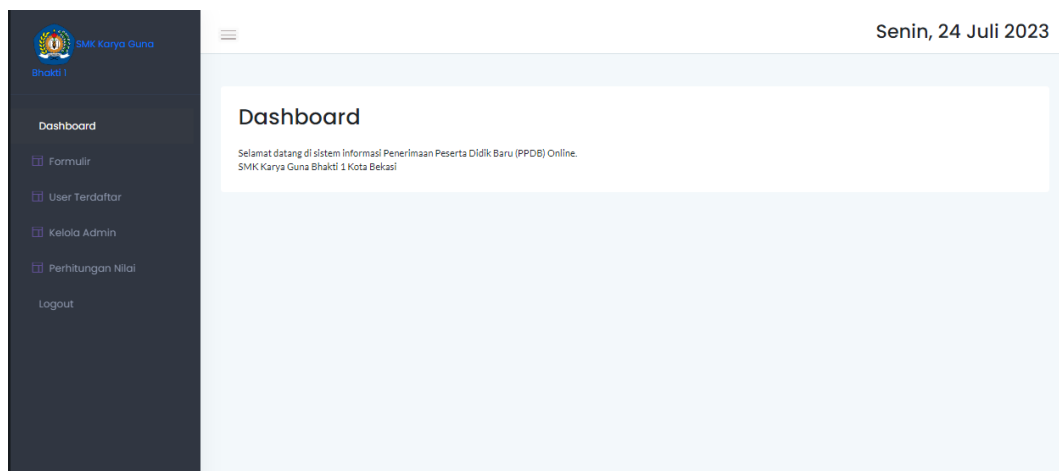 SMK Karya Guna
Bhakti 1
Dashboard
Formulir
User Terdaftar
Kelola Admin
Perhitungan Nilai
Logout
Senin, 24 Juli 2023
Dashboard
Selamat datang di sistem informasi Penerimaan Peserta Didik Baru (PPDB) Online.
SMK Karya Guna Bhakti 1 Kota Bekasi